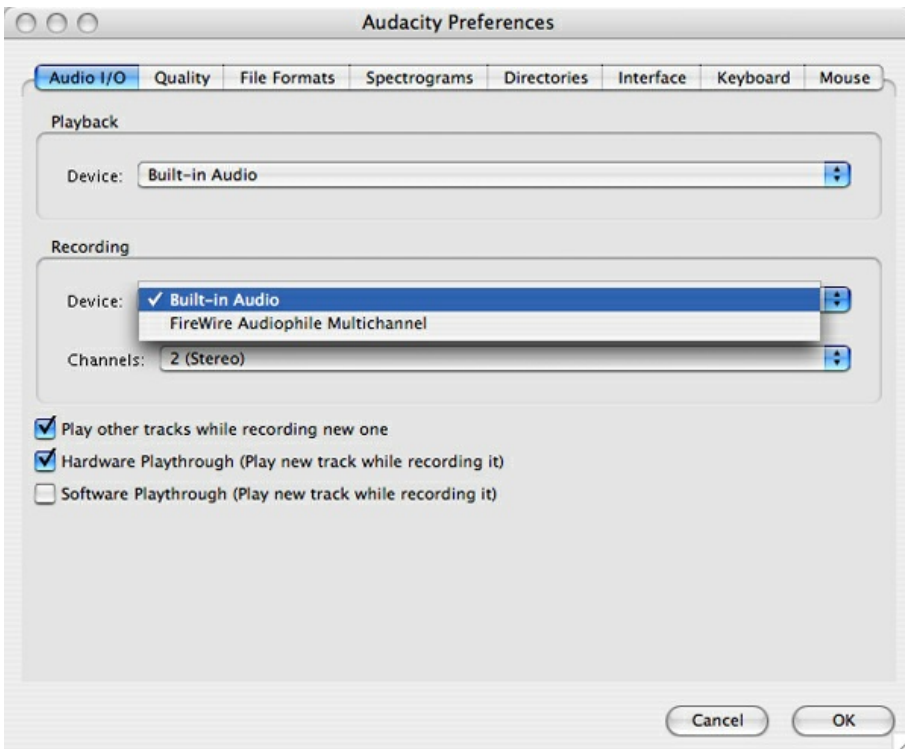 Audacity Preferences
Audio I/O Quality File Formats Spectrograms Directories Interface Keyboard Mouse
Playback
Device: Built-in Audio
Recording
Device: ✓ Built-in Audio
FireWire Audiophile Multichannel
Channels: 2 (Stereo)
Play other tracks while recording new one
Hardware Playthrough (Play new track while recording it)
Software Playthrough (Play new track while recording it)
Cancel OK